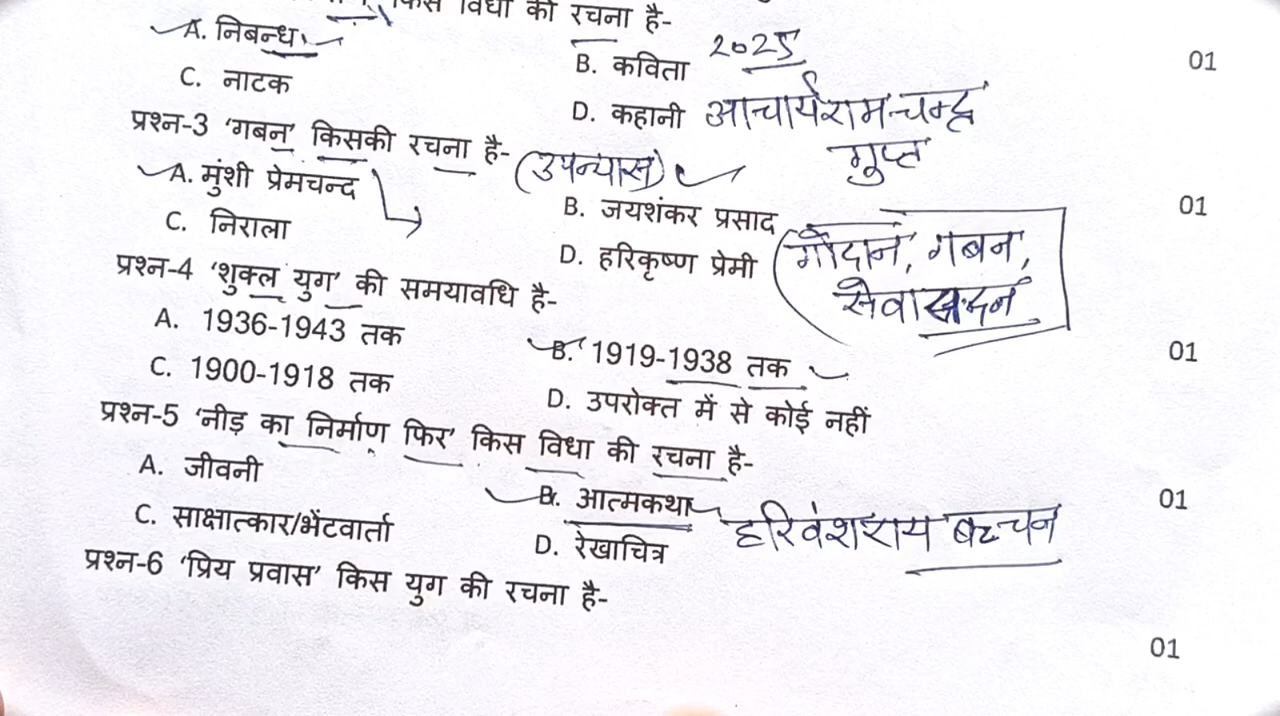 किस विधा की रचना है-
A. निबन्ध
B. कविता 2025
01
C. नाटक
D. कहानी आचार्य रामचन्द्र
गुप्त
प्रश्न-3 'गबन' किसकी रचना है- (उपन्यास)
A. मुंशी प्रेमचन्द
B. जयशंकर प्रसाद
01
C. निराला
D. हरिकृष्ण प्रेमी
गोदान, गबन,
सेवासदन
प्रश्न-4 'शुक्ल युग' की समयावधि है-
A. 1936-1943 तक
B. 1919-1938 तक
01
C. 1900-1918 तक
D. उपरोक्त में से कोई नहीं
प्रश्न-5 'नीड़ का निर्माण फिर' किस विधा की रचना है-
A. जीवनी
B. आत्मकथा हरिवंशराय बच्चन
01
C. साक्षात्कार/भेंटवार्ता
D. रेखाचित्र
प्रश्न-6 'प्रिय प्रवास' किस युग की रचना है-
01